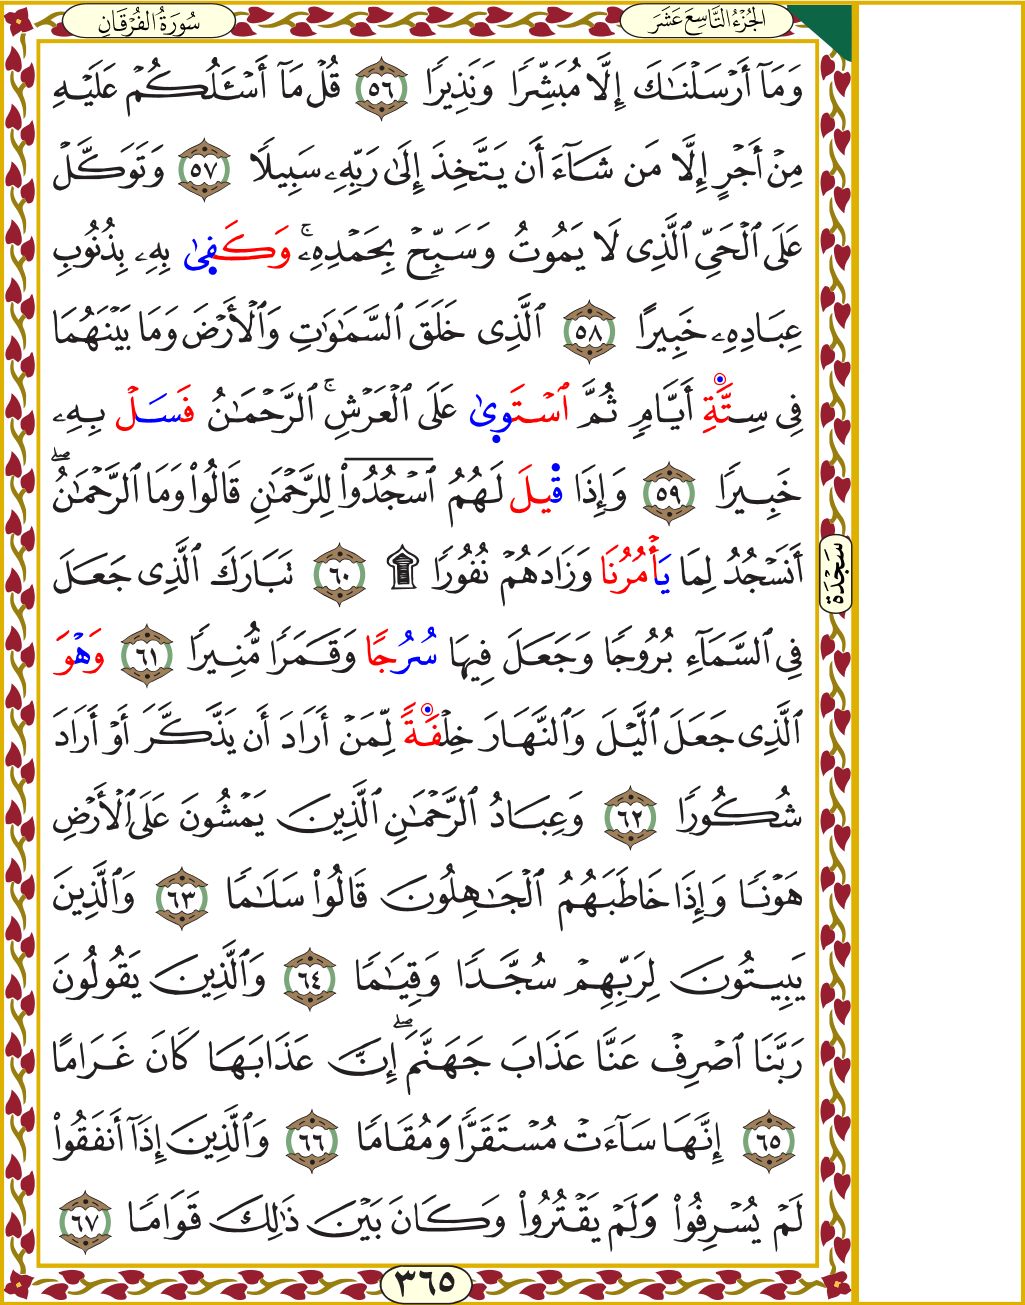 سُورَةُ الفُرْقَانِ
الجُزْءُ التَّاسِعَ عَشَرَ
وَمَآ أَرْسَلْنَٰكَ إِلَّا مُبَشِّرًا وَنَذِيرًا ٥٦ قُلْ مَآ أَسْـَٔلُكُمْ عَلَيْهِ
مِنْ أَجْرٍ إِلَّا مَن شَآءَ أَن يَتَّخِذَ إِلَىٰ رَبِّهِۦ سَبِيلًا ٥٧ وَتَوَكَّلْ
عَلَى ٱلْحَىِّ ٱلَّذِى لَا يَمُوتُ وَسَبِّحْ بِحَمْدِهِۦ ۚ وَكَفِىٰ بِهِۦ بِذُنُوبِ
عِبَادِهِۦ خَبِيرًا ٥٨ ٱلَّذِى خَلَقَ ٱلسَّمَٰوَٰتِ وَٱلْأَرْضَ وَمَا بَيْنَهُمَا
فِى سِتَّةِ أَيَّامٍ ثُمَّ ٱسْتَوِىٰ عَلَى ٱلْعَرْشِ ۚ ٱلرَّحْمَٰنُ فَسَلْ بِهِۦ
خَبِيرًا ٥٩ وَإِذَا قِيلَ لَهُمُ ٱسْجُدُوا۟ لِلرَّحْمَٰنِ قَالُوا۟ وَمَا ٱلرَّحْمَٰنُ ۖ
أَنَسْجُدُ لِمَا يَأْمُرُنَا وَزَادَهُمْ نُفُورًا ۩ ٦٠ تَبَارَكَ ٱلَّذِى جَعَلَ
فِى ٱلسَّمَآءِ بُرُوجًا وَجَعَلَ فِيهَا سُرُجًا وَقَمَرًا مُّنِيرًا ٦١ وَهْوَ
ٱلَّذِى جَعَلَ ٱلَّيْلَ وَٱلنَّهَارَ خِلْفَةً لِّمَنْ أَرَادَ أَن يَذَّكَّرَ أَوْ أَرَادَ
شُكُورًا ٦٢ وَعِبَادُ ٱلرَّحْمَٰنِ ٱلَّذِينَ يَمْشُونَ عَلَى ٱلْأَرْضِ
هَوْنًا وَإِذَا خَاطَبَهُمُ ٱلْجَٰهِلُونَ قَالُوا۟ سَلَٰمًا ٦٣ وَٱلَّذِينَ
يَبِيتُونَ لِرَبِّهِمْ سُجَّدًا وَقِيَٰمًا ٦٤ وَٱلَّذِينَ يَقُولُونَ
رَبَّنَا ٱصْرِفْ عَنَّا عَذَابَ جَهَنَّمَ ۖ إِنَّ عَذَابَهَا كَانَ غَرَامًا
٦٥ إِنَّهَا سَآءَتْ مُسْتَقَرًّا وَمُقَامًا ٦٦ وَٱلَّذِينَ إِذَآ أَنفَقُوا۟
لَمْ يُسْرِفُوا۟ وَلَمْ يَقْتُرُوا۟ وَكَانَ بَيْنَ ذَٰلِكَ قَوَامًا ٦٧
سَجْدَة
٣٦٥